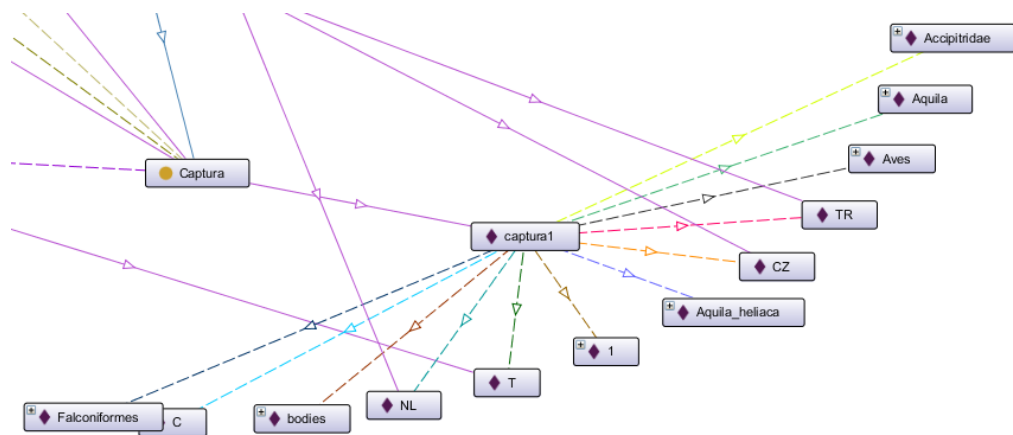 Accipitridae
Aquila
Aves
Captura
TR
captura1
CZ
Aquila_heliaca
1
T
NL
bodies
Falconiformes
C